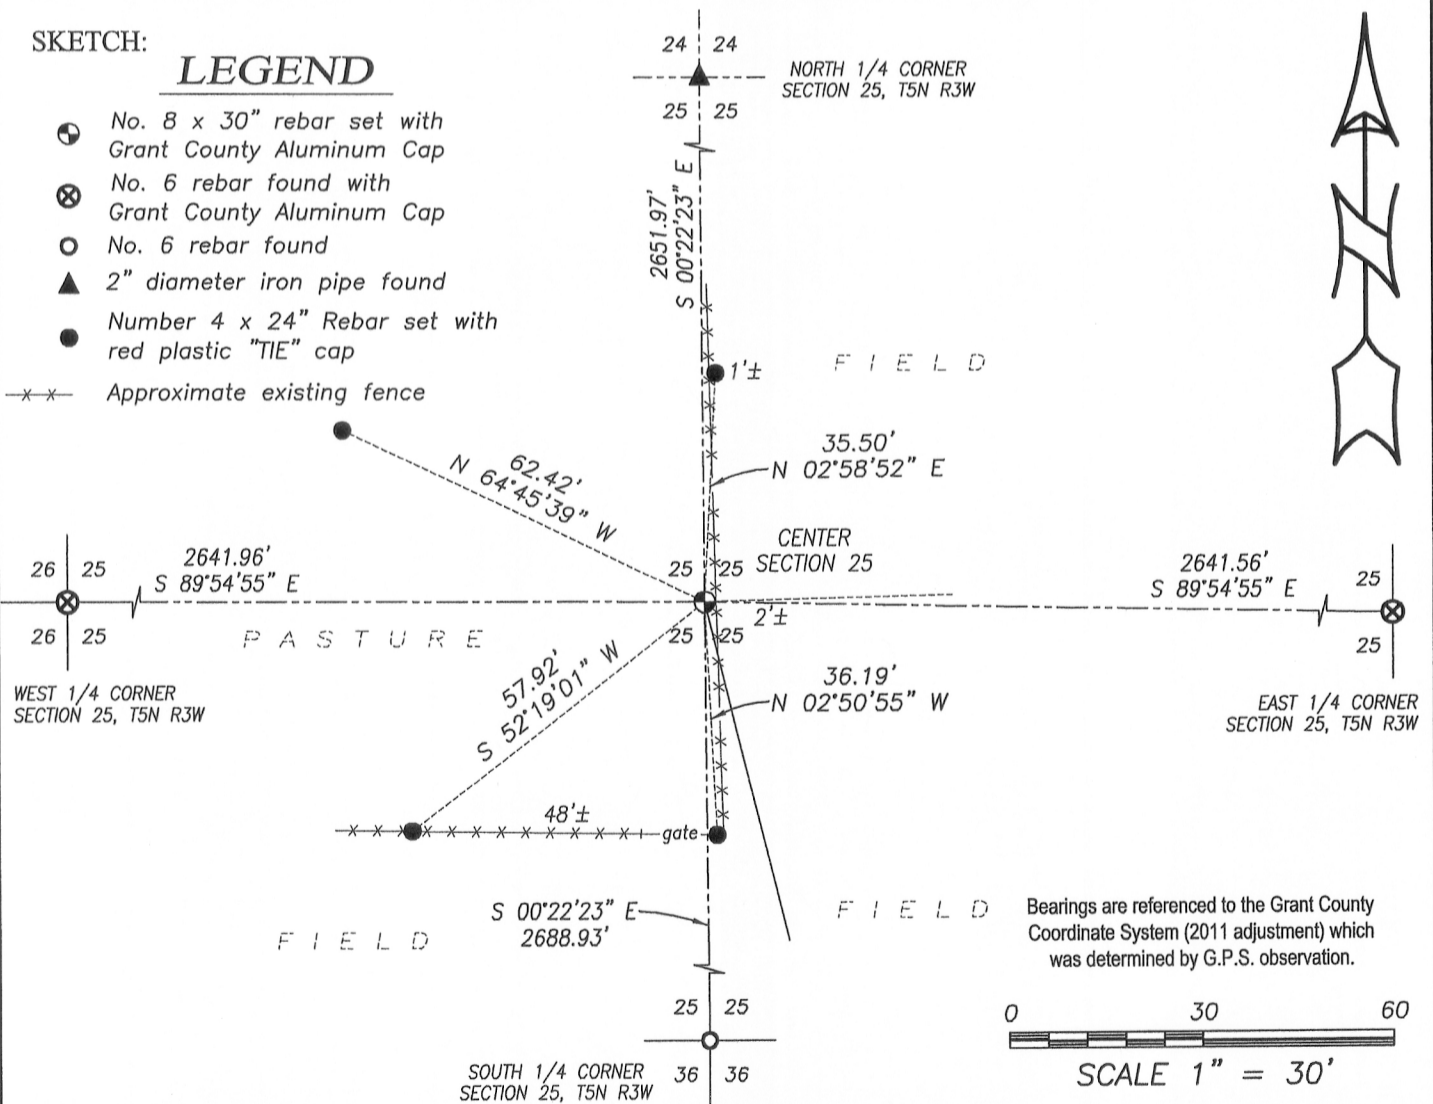 SKETCH:
LEGEND
No. 8 x 30" rebar set with
Grant County Aluminum Cap
No. 6 rebar found with
Grant County Aluminum Cap
No. 6 rebar found
2" diameter iron pipe found
Number 4 x 24" Rebar set with
red plastic "TIE" cap
Approximate existing fence
24 24
25 25
NORTH 1/4 CORNER
SECTION 25, T5N R3W
2651.97'
S 00°22'23" E
N
1'±
FIELD
35.50'
N 02°58'52" E
62.42'
N 64°45'39" W
CENTER
SECTION 25
25 25
25 25
2'±
26 25
26 25
2641.96'
S 89°54'55" E
PASTURE
WEST 1/4 CORNER
SECTION 25, T5N R3W
2641.56'
S 89°54'55" E
25
25
EAST 1/4 CORNER
SECTION 25, T5N R3W
57.92'
S 52°19'01" W
36.19'
N 02°50'55" W
48'±
gate
S 00°22'23" E
2688.93'
FIELD
FIELD
25 25
36 36
SOUTH 1/4 CORNER
SECTION 25, T5N R3W
Bearings are referenced to the Grant County
Coordinate System (2011 adjustment) which
was determined by G.P.S. observation.
0 30 60
SCALE 1" = 30'